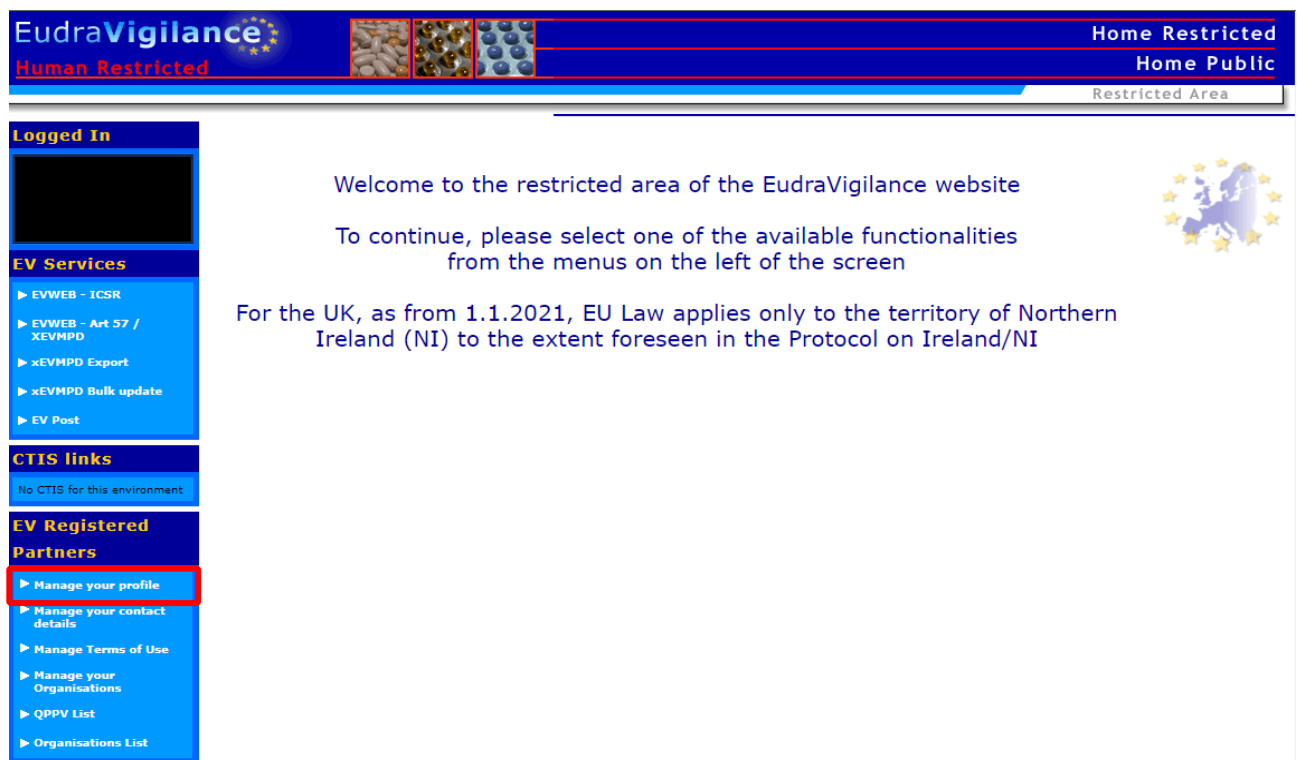 EudraVigilance
Human Restricted
Home Restricted
Home Public
Restricted Area
Logged In
EV Services
EVWEB - ICSR
EVWEB - Art 57 /
XEVMPD
xEVMPD Export
xEVMPD Bulk update
EV Post
CTIS links
No CTIS for this environment
EV Registered
Partners
Manage your profile
Manage your contact
details
Manage Terms of Use
Manage your
Organisations
QPPV List
Organisations List
Welcome to the restricted area of the EudraVigilance website
To continue, please select one of the available functionalities
from the menus on the left of the screen
For the UK, as from 1.1.2021, EU Law applies only to the territory of Northern
Ireland (NI) to the extent foreseen in the Protocol on Ireland/NI